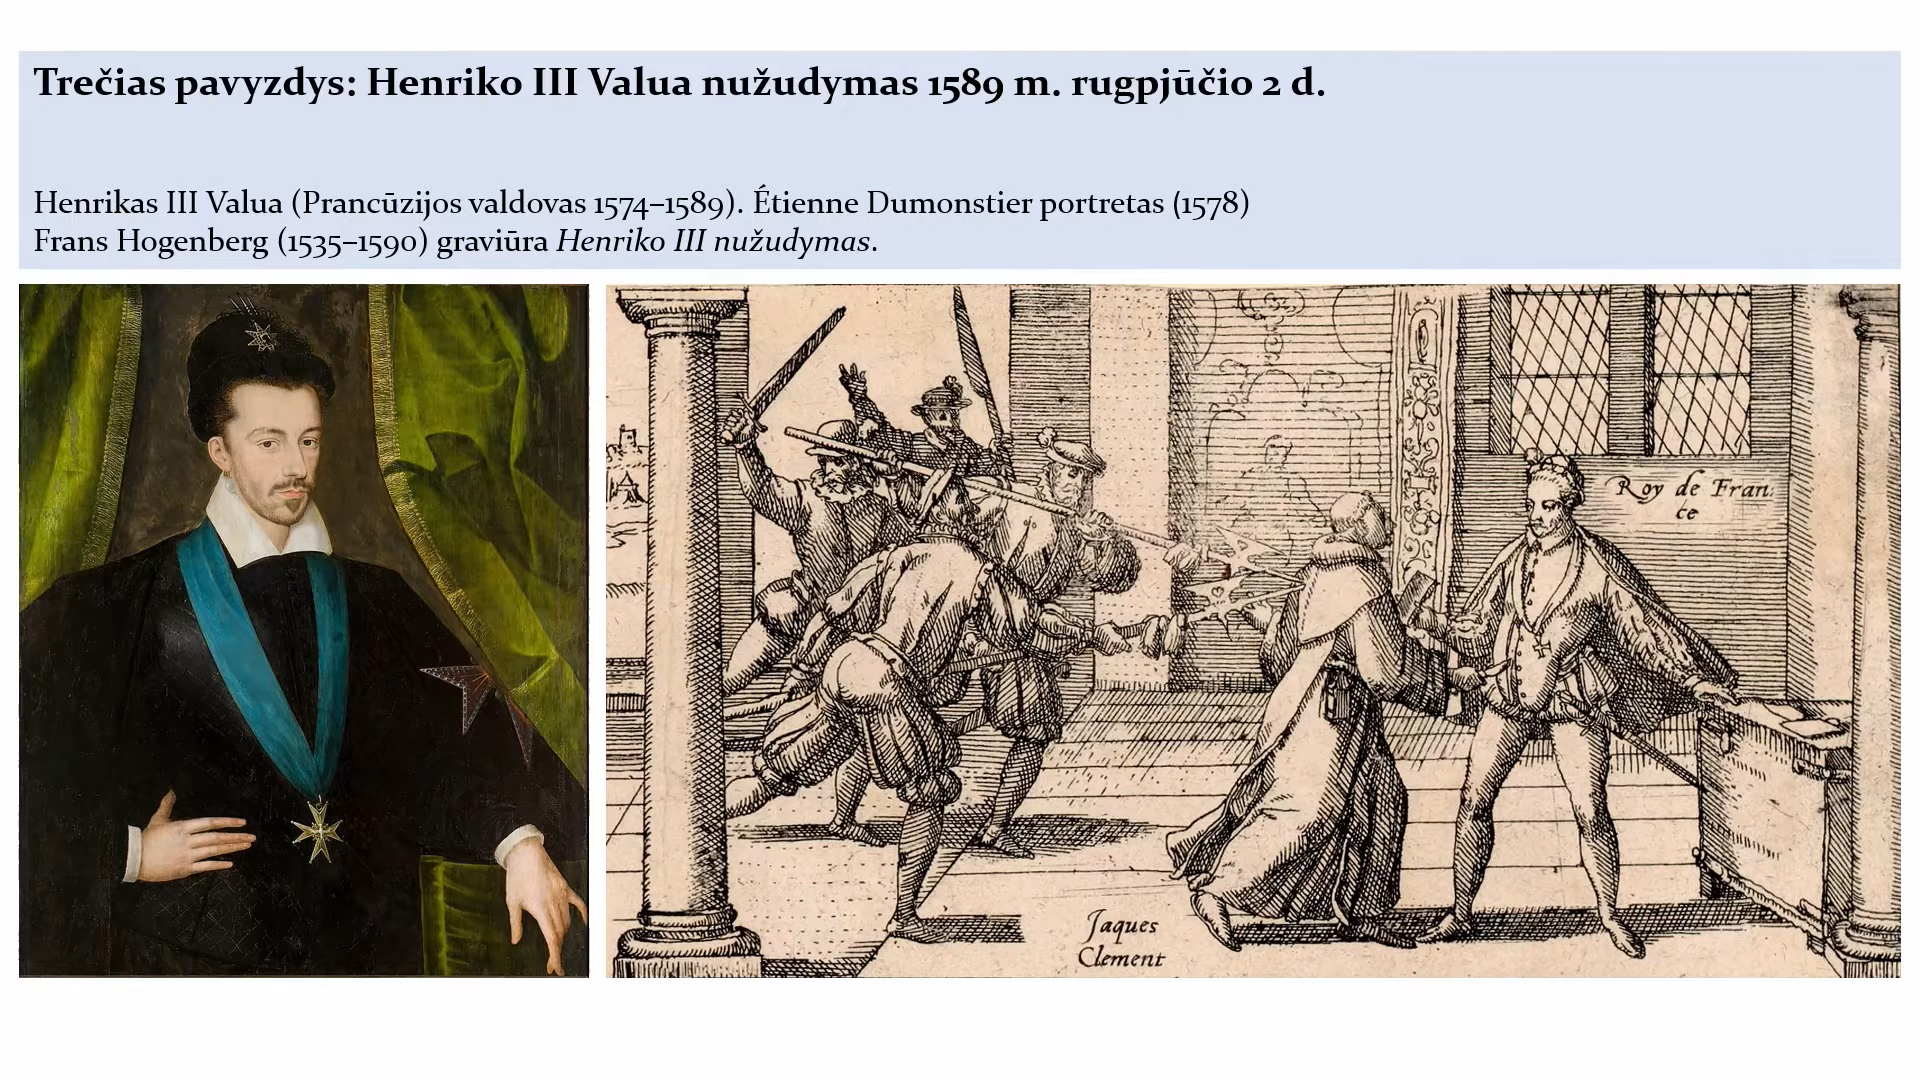 Trečias pavyzdys: Henriko III Valua nužudymas 1589 m. rugpjūčio 2 d.
Henrikas III Valua (Prancūzijos valdovas 1574–1589). Étienne Dumonstier portretas (1578)
Frans Hogenberg (1535–1590) graviūra Henriko III nužudymas.
Roy de Fran:
ce
Jaques
Clement